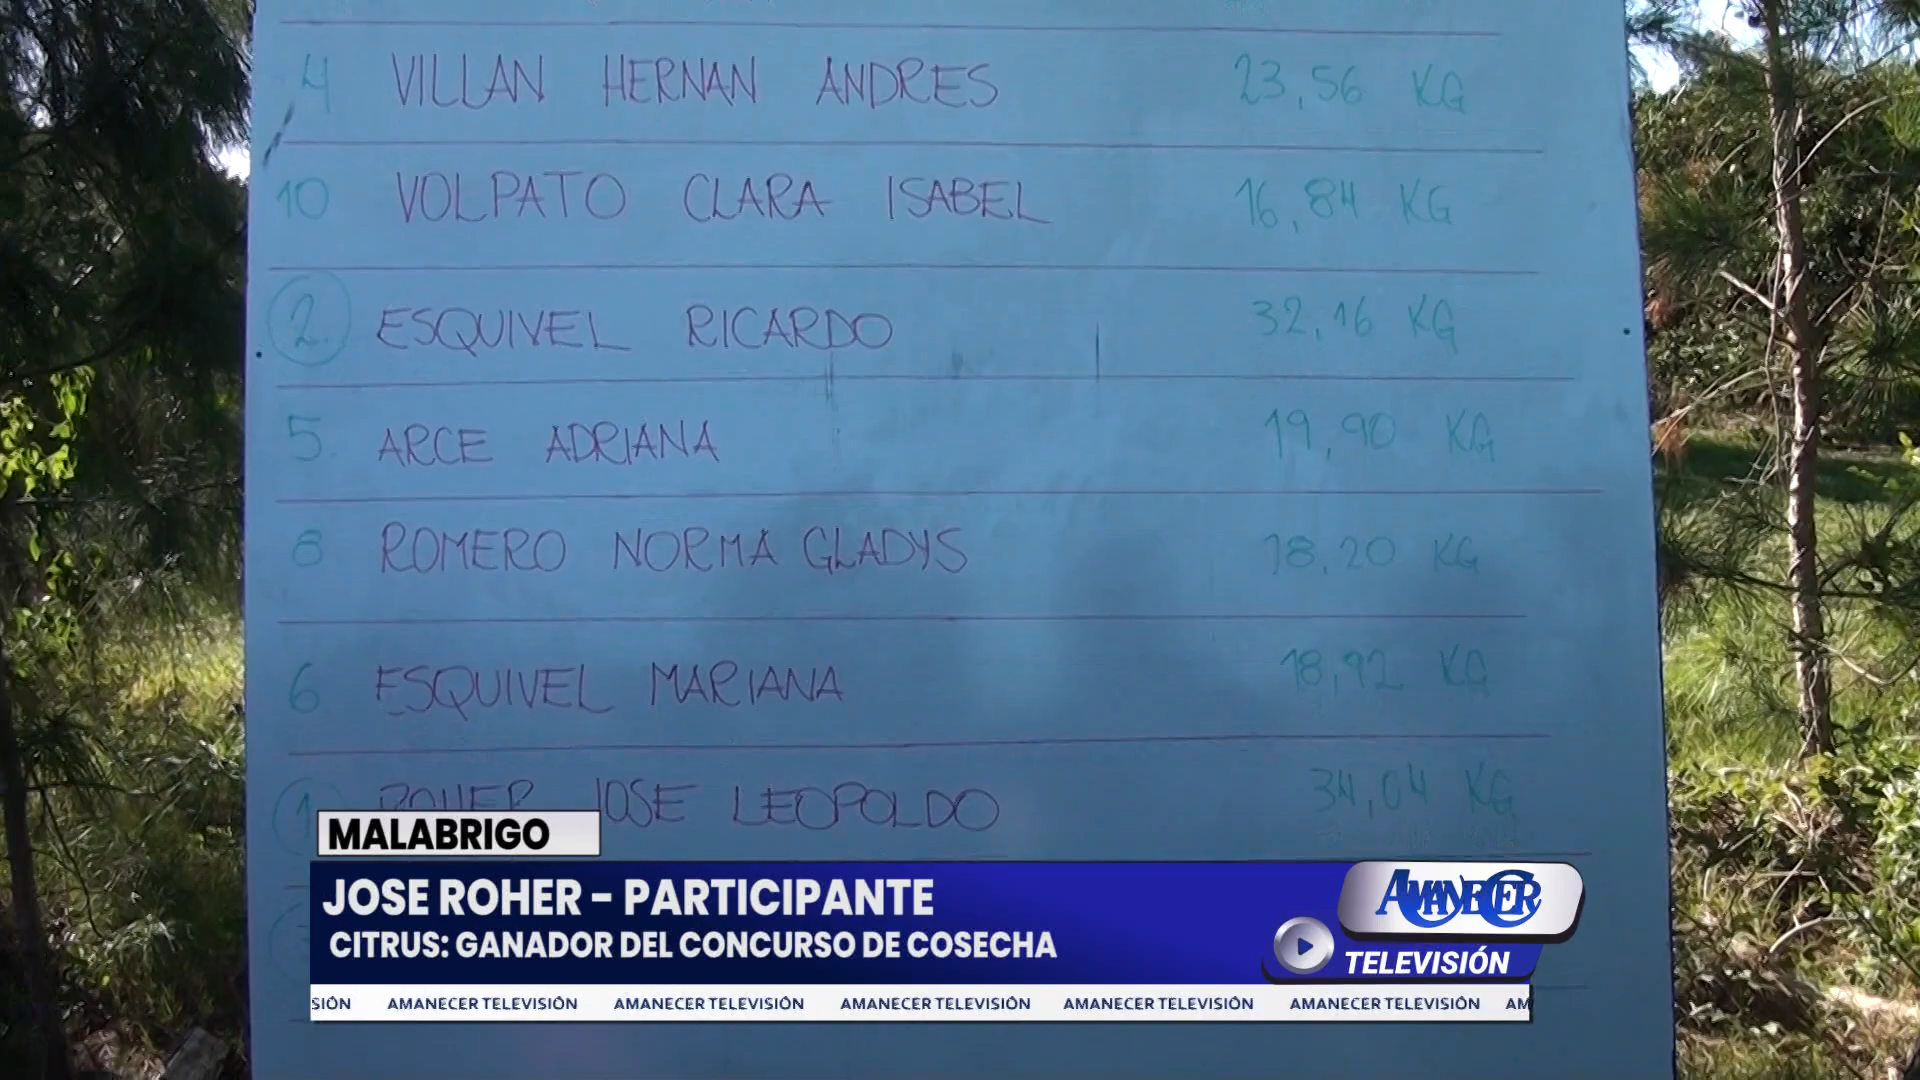 4 VILLAN HERNAN ANDRES 23,56 KG
10 VOLPATO CLARA ISABEL 16,84 KG
2. ESQUIVEL RICARDO 32,16 KG
5. ARCE ADRIANA 19,90 KG
8 ROMERO NORMA GLADYS 18,20 KG
6 ESQUIVEL MARIANA 18,92 KG
1 ROHER JOSE LEOPOLDO 34,04 KG
MALABRIGO
JOSE ROHER - PARTICIPANTE
CITRUS: GANADOR DEL CONCURSO DE COSECHA
AMANECER
TELEVISIÓN
SIÓN AMANECER TELEVISIÓN AMANECER TELEVISIÓN AMANECER TELEVISIÓN AMANECER TELEVISIÓN AMANECER TELEVISIÓN AM